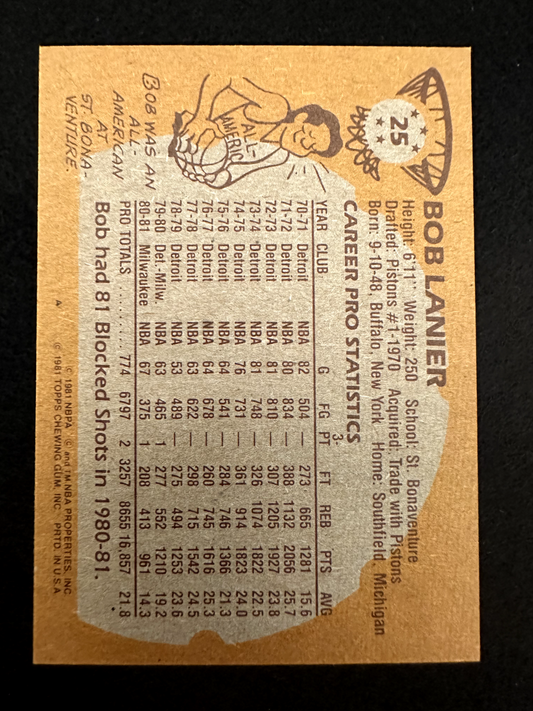 25
BOB LANIER
Height: 6'11" Weight: 250 School: St. Bonaventure
Drafted: Pistons #1-1970 Acquired: Trade with Pistons
Born: 9-10-48, Buffalo, New York Home: Southfield, Michigan
CAREER PRO STATISTICS
YEAR CLUB G FG 3-PT FT REB PTS AVG
70-71 Detroit NBA 82 504 — 273 665 1281 15.6
71-72 Detroit NBA 80 834 — 388 1132 2056 25.7
72-73 Detroit NBA 81 810 — 307 1205 1927 23.8
73-74 Detroit NBA 81 748 — 326 1074 1822 22.5
74-75 Detroit NBA 76 731 — 361 914 1823 24.0
75-76 Detroit NBA 64 541 — 284 746 1366 21.3
76-77 Detroit NBA 64 678 — 260 745 1616 25.3
77-78 Detroit NBA 63 622 — 298 715 1542 24.5
78-79 Detroit NBA 53 489 — 275 494 1253 23.6
79-80 Det.-Milw. NBA 63 465 1 277 552 1210 19.2
80-81 Milwaukee NBA 67 375 1 208 413 961 14.3
PRO TOTALS ....... 774 6797 2 3257 8655 16,857 21.8
ALL-
AMERIC
BOB WAS AN
ALL-
AMERICAN
AT
ST. BONA-
VENTURE.
Bob had 81 Blocked Shots in 1980-81.
© 1981 NBPA © and TM NBA PROPERTIES, INC.
A* © 1981 TOPPS CHEWING GUM, INC. PRTD. IN U.S.A